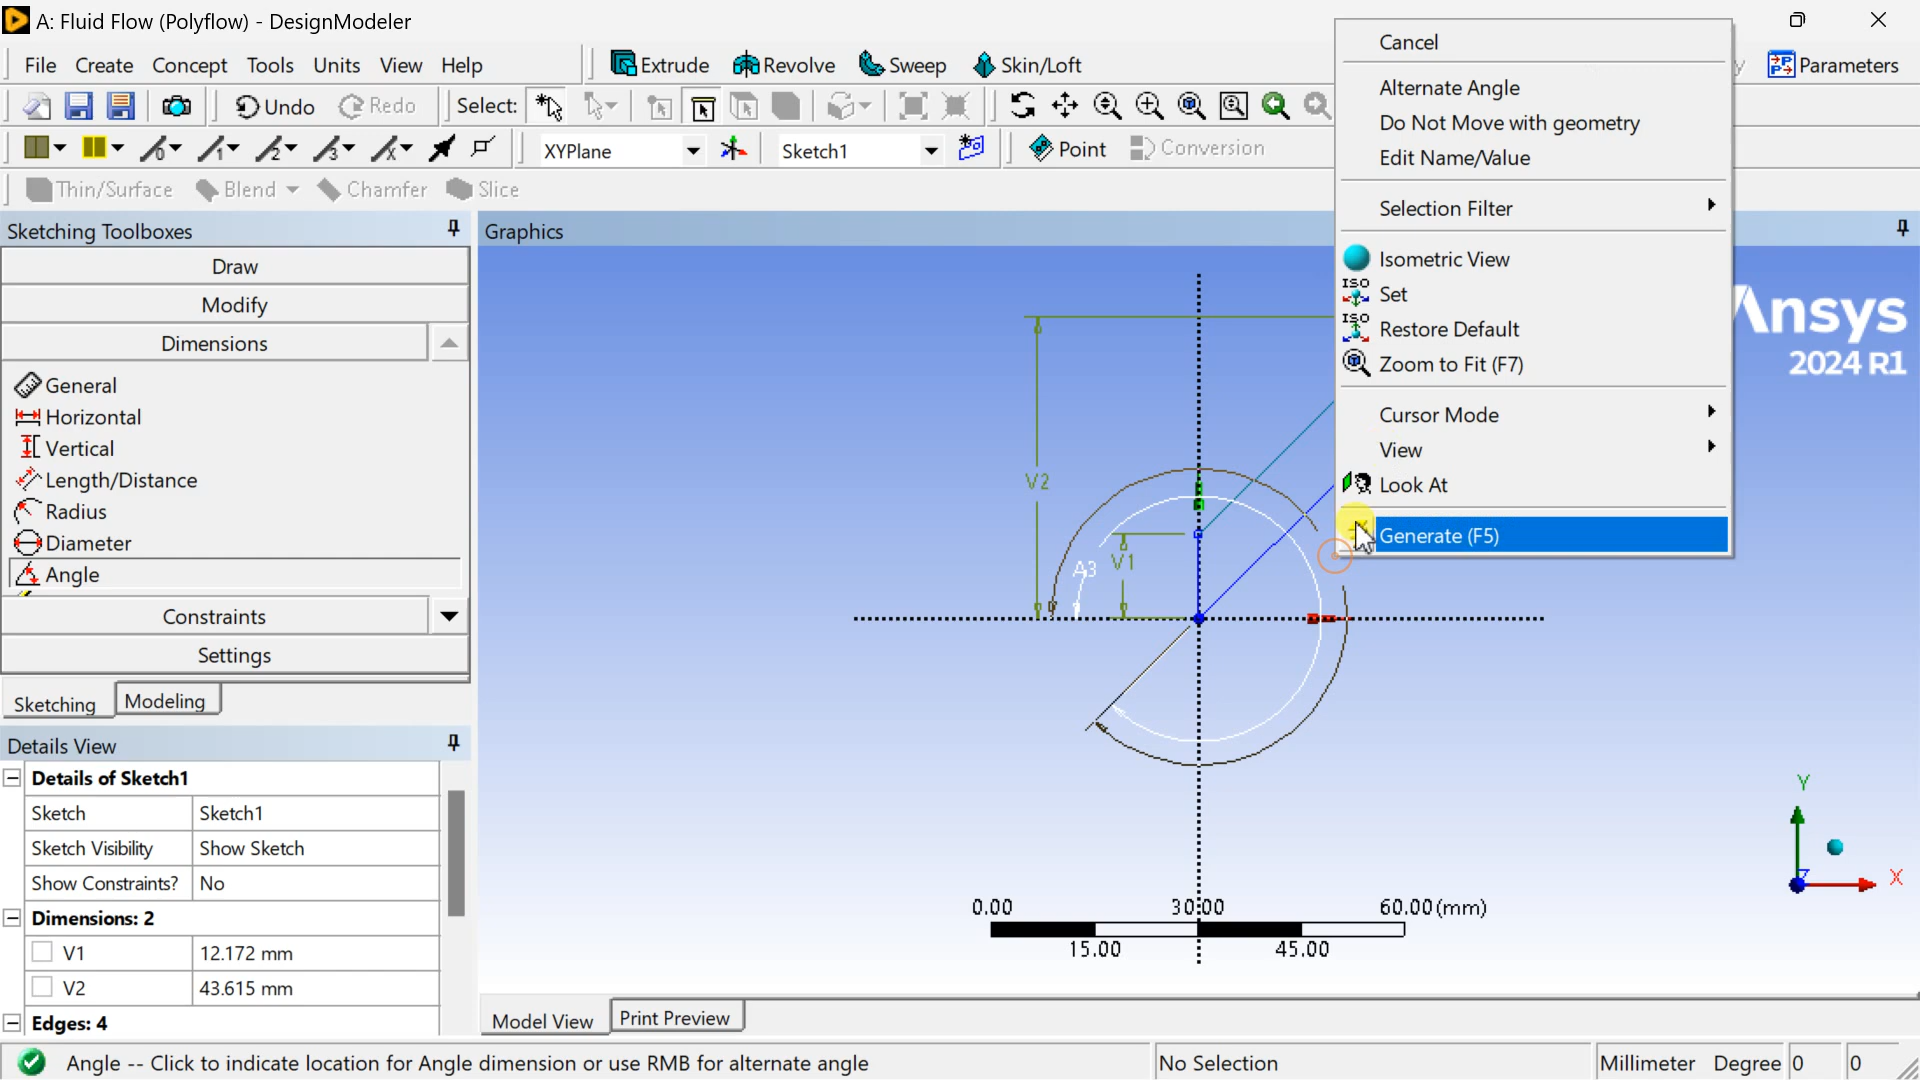 A: Fluid Flow (Polyflow) - DesignModeler
File Create Concept Tools Units View Help
Extrude Revolve Sweep Skin/Loft
Parameters
Undo Redo Select:
XYPlane Sketch1 Point Conversion
Thin/Surface Blend Chamfer Slice
Sketching Toolboxes
Draw
Modify
Dimensions
General
Horizontal
Vertical
Length/Distance
Radius
Diameter
Angle
Constraints
Settings
Sketching Modeling
Details View
Details of Sketch1
Sketch Sketch1
Sketch Visibility Show Sketch
Show Constraints? No
Dimensions: 2
V1 12.172 mm
V2 43.615 mm
Edges: 4
Graphics
Cancel
Alternate Angle
Do Not Move with geometry
Edit Name/Value
Selection Filter
Isometric View
ISO Set
ISO Restore Default
Zoom to Fit (F7)
Cursor Mode
View
Look At
Generate (F5)
Ansys
2024 R1
V2
A3
V1
Y
X
Z
0.00 30.00 60.00 (mm)
15.00 45.00
Model View Print Preview
Angle -- Click to indicate location for Angle dimension or use RMB for alternate angle
No Selection
Millimeter Degree 0 0